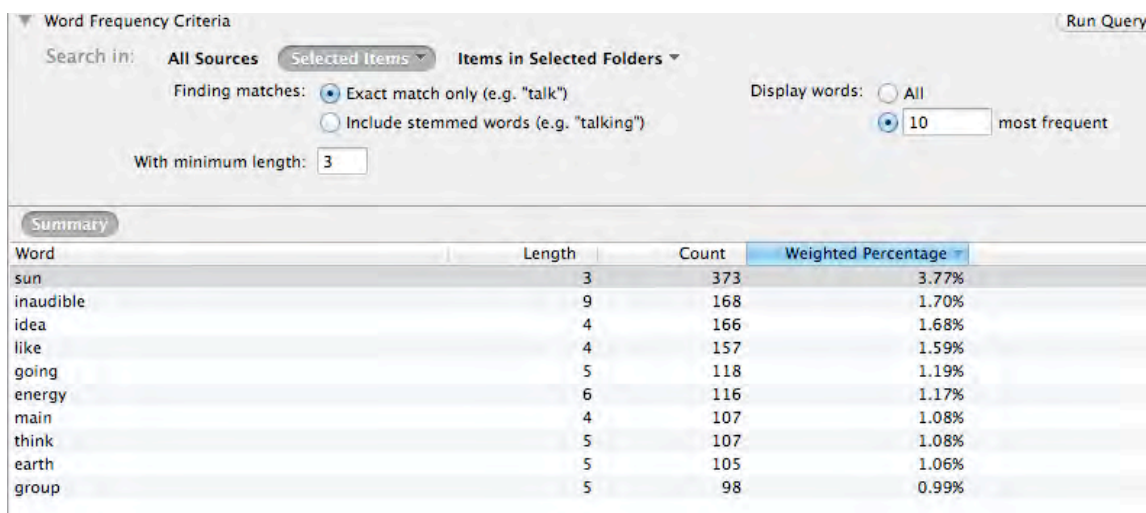 Word Frequency Criteria Run Query
Search in: All Sources Selected Items Items in Selected Folders
Finding matches: Exact match only (e.g. "talk") Display words: All
Include stemmed words (e.g. "talking") 10 most frequent
With minimum length: 3
Summary
Word Length Count Weighted Percentage
sun 3 373 3.77%
inaudible 9 168 1.70%
idea 4 166 1.68%
like 4 157 1.59%
going 5 118 1.19%
energy 6 116 1.17%
main 4 107 1.08%
think 5 107 1.08%
earth 5 105 1.06%
group 5 98 0.99%